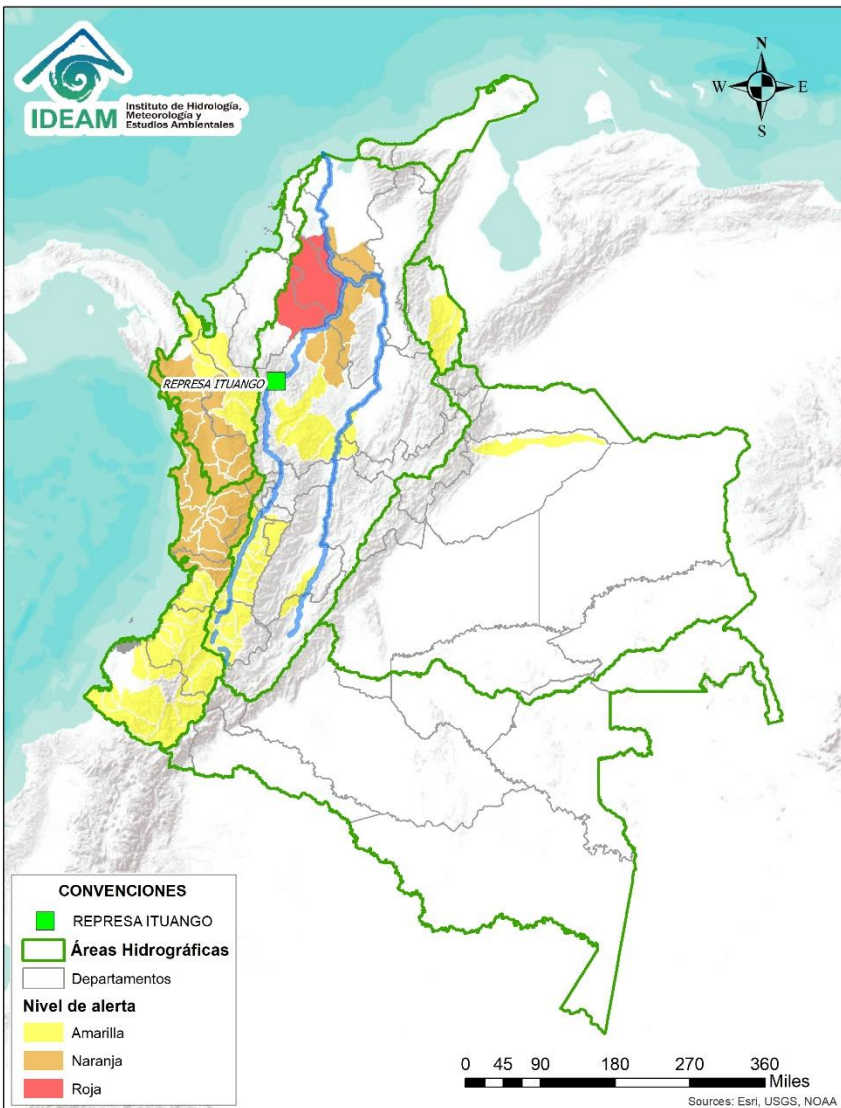 IDEAM
Instituto de Hidrología,
Meteorología y
Estudios Ambientales
N
W
E
S
REPRESA ITUANGO
CONVENCIONES
REPRESA ITUANGO
Áreas Hidrográficas
Departamentos
Nivel de alerta
Amarilla
Naranja
Roja
0 45 90 180 270 360
Miles
Sources: Esri, USGS, NOAA